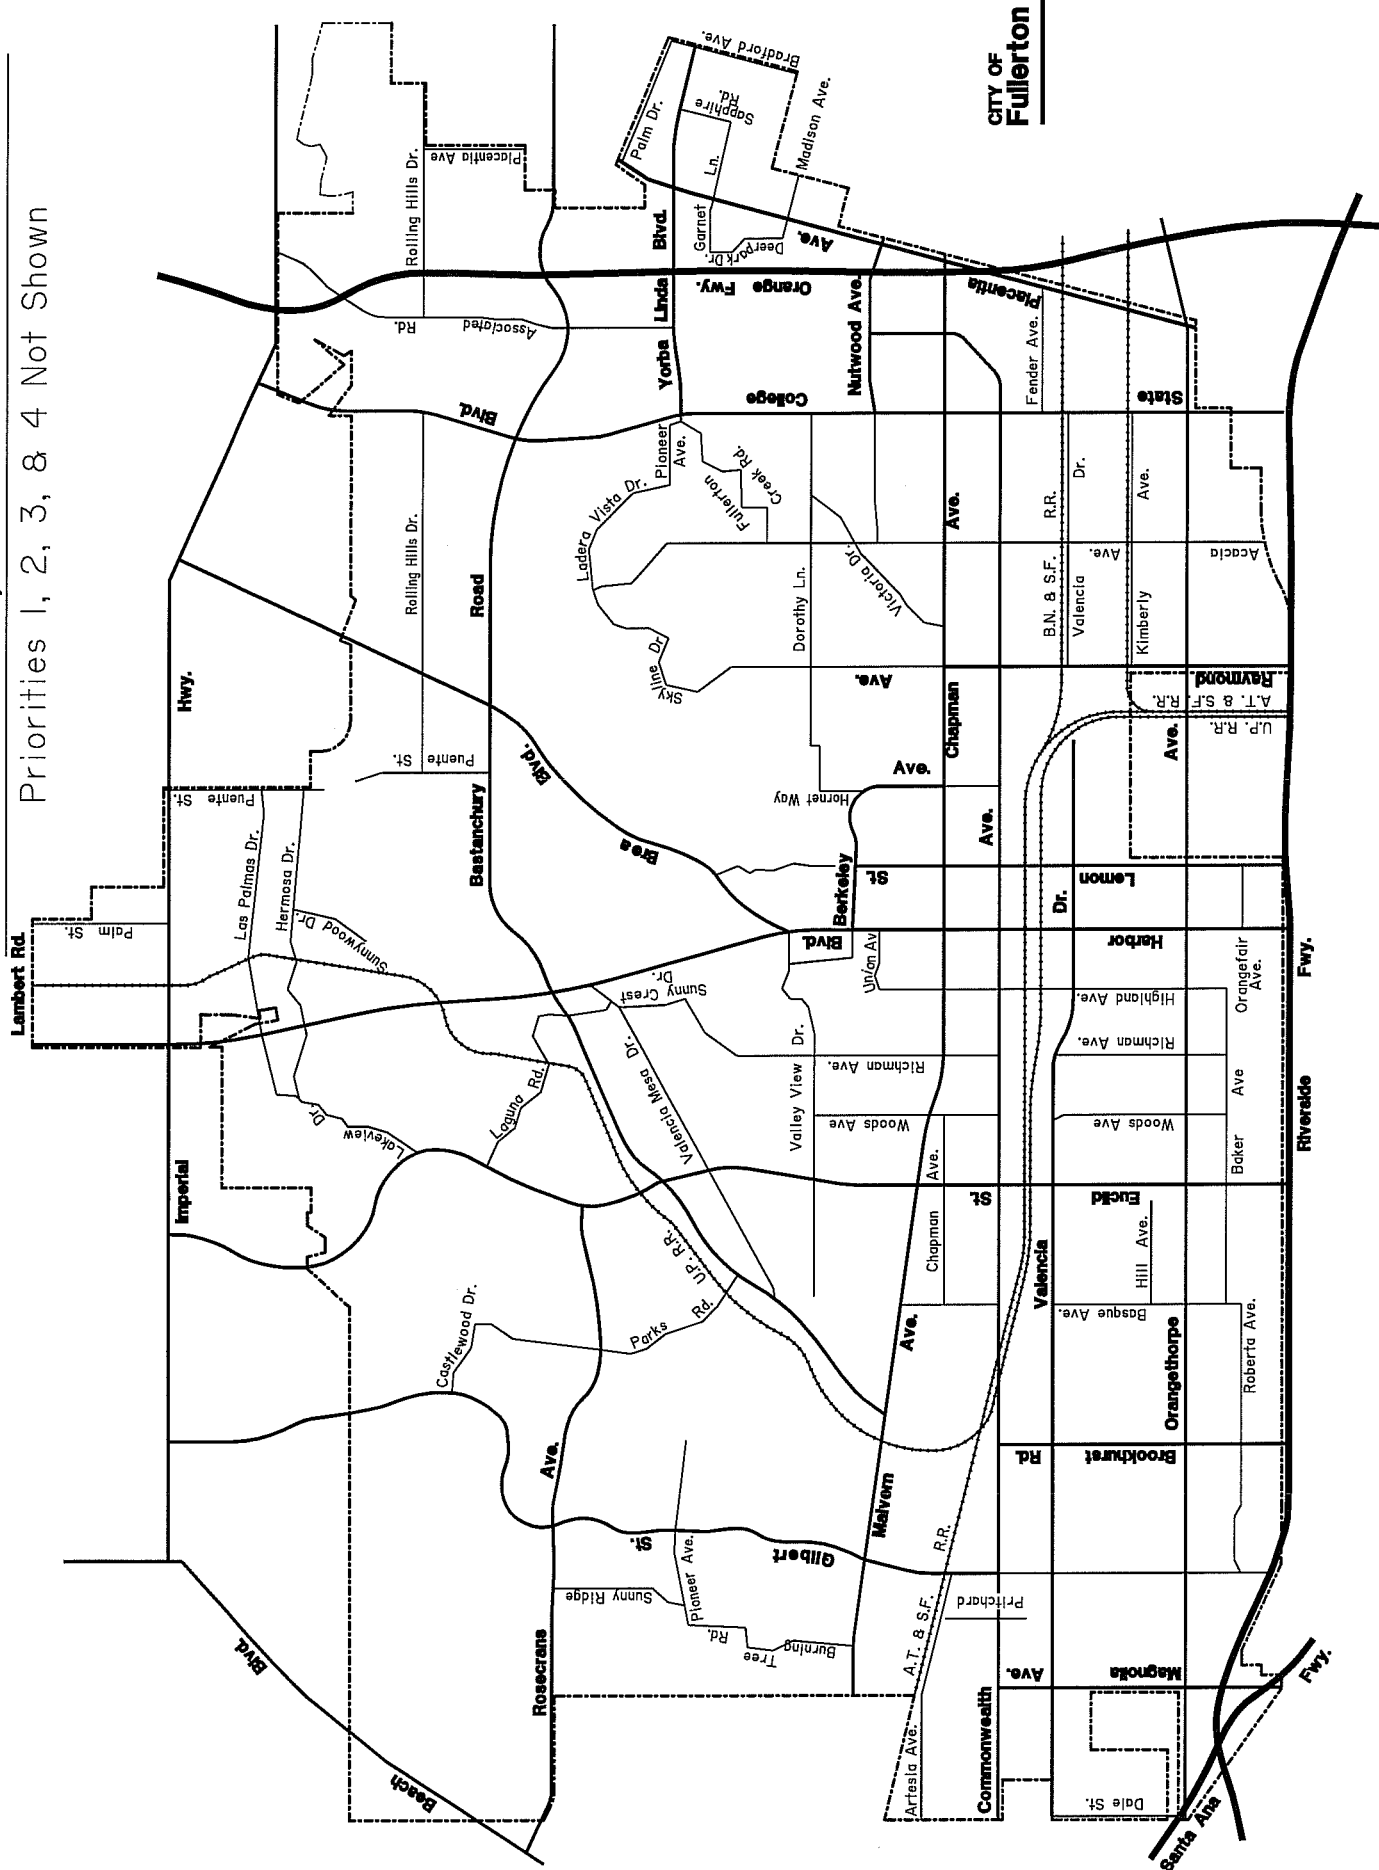 Priorities 1, 2, 3, & 4 Not Shown
CITY OF
Fullerton
Lambert Rd.
Palm St.
Imperial
Hwy.
Puente St.
Las Palmas Dr.
Hermosa Dr.
Sunnywood Dr.
Lakeview
Dr.
Laguna Rd.
Puente St.
Rolling Hills Dr.
Rolling Hills Dr.
Placentia Ave
Associated
Rd.
Bastanchury
Road
Brea
Blvd.
Blvd.
Beach
Blvd.
Rosecrans
Ave.
Castlewood Dr.
Parks
Rd.
U.P. R.R.
Valencia Mesa Dr.
Sunny Crest
Dr.
Skyline Dr
Ladera Vista Dr.
Pioneer
Ave.
Fullerton
Creek Rd.
Yorba
Linda
Blvd.
Palm Dr.
Bradford Ave.
Sapphire
Rd.
Garnet
Ln.
Deerpark Dr.
Madison Ave.
Orange Fwy.
College
Nutwood Ave.
Ave.
Placentia
Fender Ave.
State
Dorothy Ln.
Victoria Dr.
Ave.
Hornet Way
Ave.
Berkeley
St.
Blvd.
Union Av
Valley View Dr.
Richman Ave.
Woods Ave
Chapman
Ave.
Chapman
Ave.
Malvern
Ave.
Gilbert
St.
Sunny Ridge
Pioneer Ave.
Burning
Tree
Rd.
Pritchard
A.T. & S.F.
R.R.
Artesia Ave.
Commonwealth
Ave.
Ave.
Magnolia
Dale St.
Santa Ana
Fwy.
Riverside
Fwy.
Rd.
Brookhurst
Orangethorpe
Ave.
Roberta Ave.
Basque Ave.
Hill Ave.
Valencia
Dr.
St.
Euclid
Woods Ave
Richman Ave.
Highland Ave.
Baker Ave
Orangefair
Ave.
Harbor
Lemon
U.P. R.R.
A.T. & S.F. R.R.
Raymond
B.N. & S.F. R.R.
Valencia Dr.
Kimberly Ave.
Acacia
Ave.